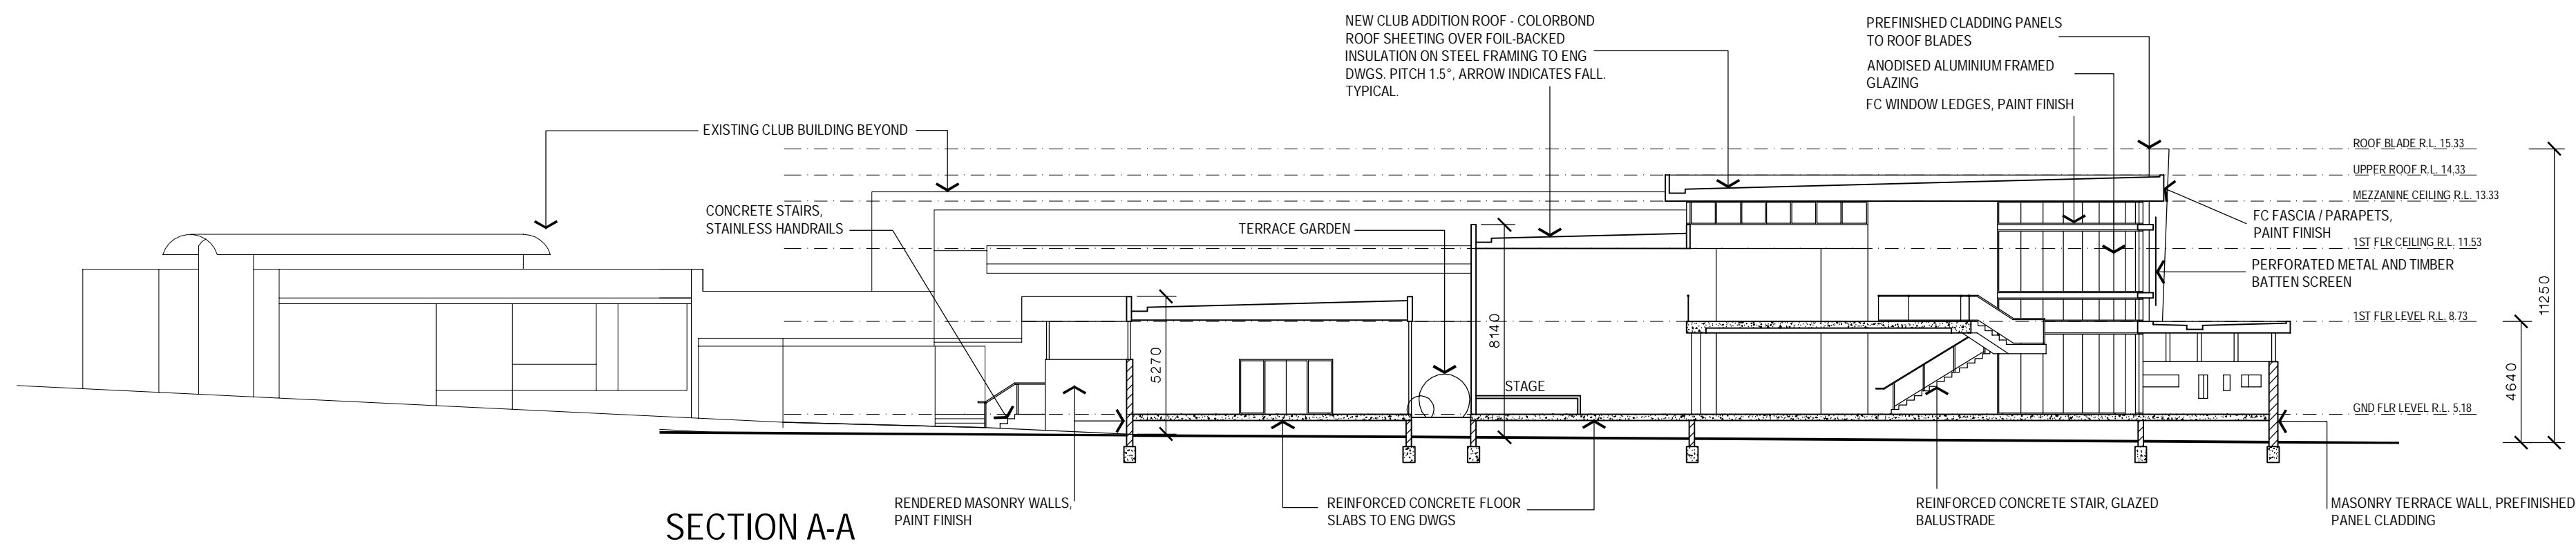 NEW CLUB ADDITION ROOF - COLORBOND
ROOF SHEETING OVER FOIL-BACKED
INSULATION ON STEEL FRAMING TO ENG
DWGS. PITCH 1.5°, ARROW INDICATES FALL.
TYPICAL.
PREFINISHED CLADDING PANELS
TO ROOF BLADES
ANODISED ALUMINIUM FRAMED
GLAZING
FC WINDOW LEDGES, PAINT FINISH
EXISTING CLUB BUILDING BEYOND
ROOF BLADE R.L. 15.33
UPPER ROOF R.L. 14.33
MEZZANINE CEILING R.L. 13.33
CONCRETE STAIRS,
STAINLESS HANDRAILS
TERRACE GARDEN
FC FASCIA / PARAPETS,
PAINT FINISH
1ST FLR CEILING R.L. 11.53
PERFORATED METAL AND TIMBER
BATTEN SCREEN
11250
1ST FLR LEVEL R.L. 8.73
8140
5270
4640
STAGE
GND FLR LEVEL R.L. 5.18
SECTION A-A
RENDERED MASONRY WALLS,
PAINT FINISH
REINFORCED CONCRETE FLOOR
SLABS TO ENG DWGS
REINFORCED CONCRETE STAIR, GLAZED
BALUSTRADE
MASONRY TERRACE WALL, PREFINISHED
PANEL CLADDING